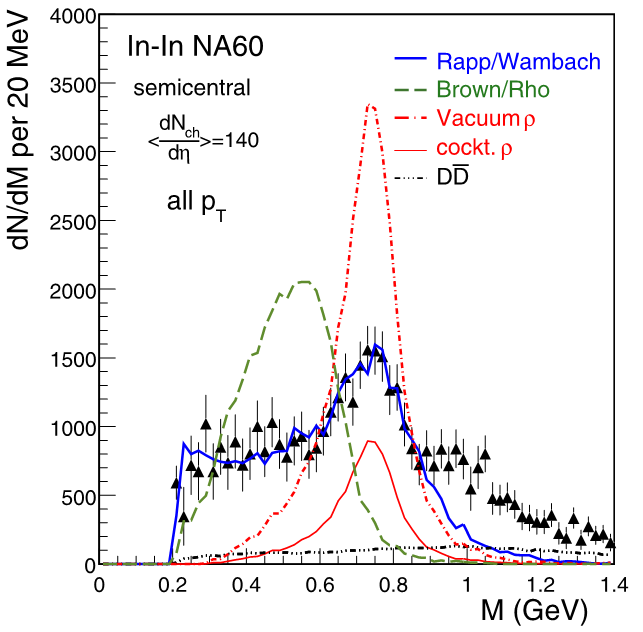 dN/dM per 20 MeV
4000
3500
3000
2500
2000
1500
1000
500
0
In-In NA60
semicentral
<dN_ch/dη>=140
all p_T
Rapp/Wambach
Brown/Rho
Vacuum ρ
cockt. ρ
DD̅
0 0.2 0.4 0.6 0.8 1 1.2 1.4
M (GeV)